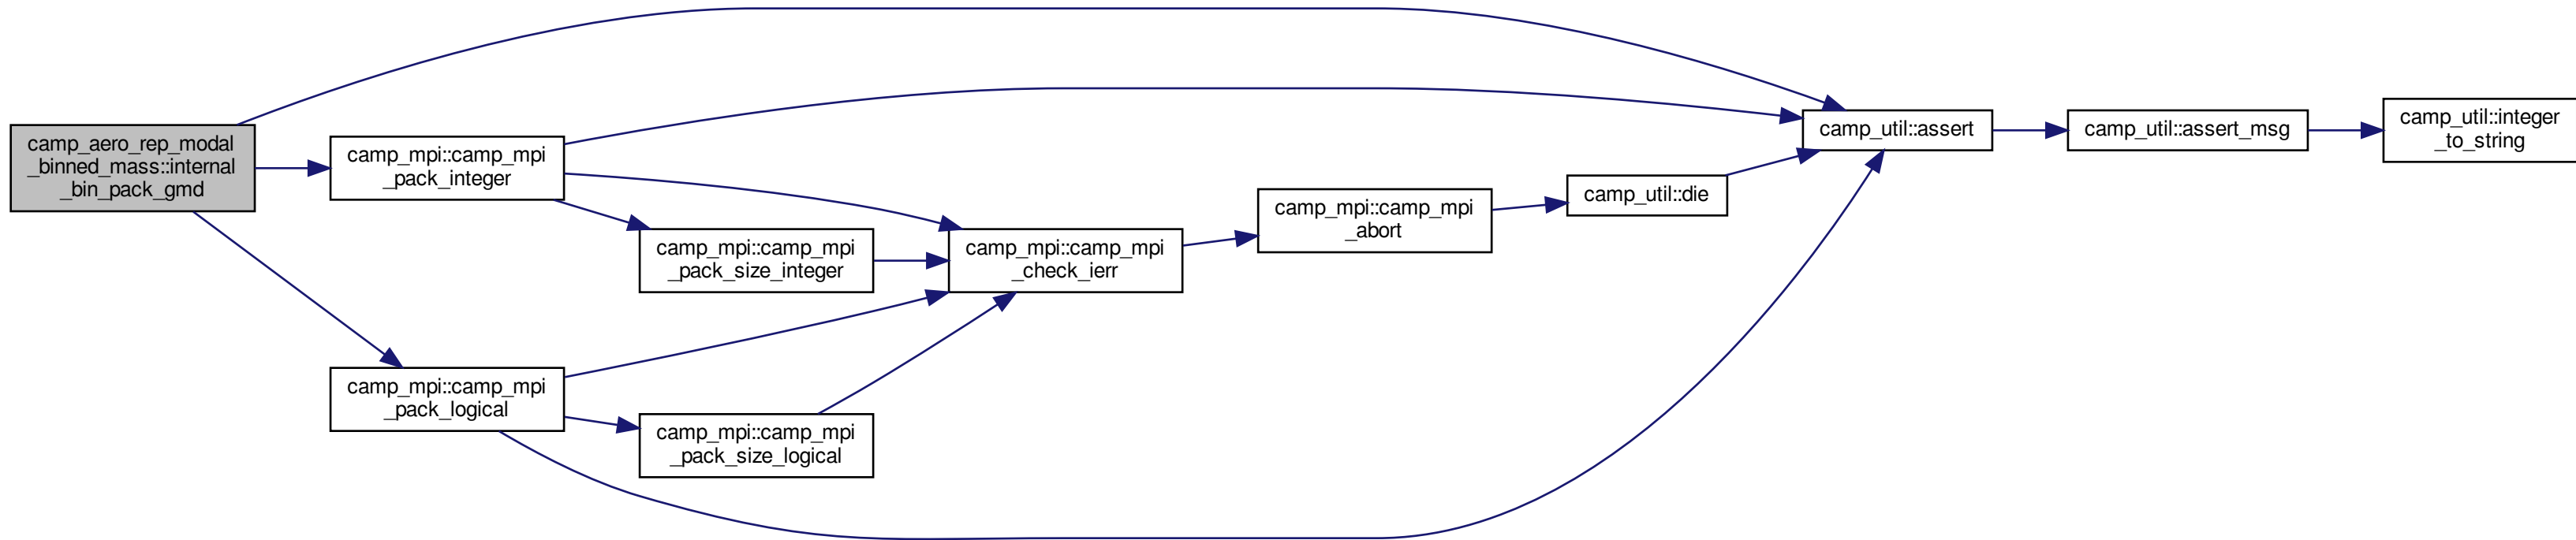 camp_aero_rep_modal
_binned_mass::internal
_bin_pack_gmd
camp_mpi::camp_mpi
_pack_integer
camp_mpi::camp_mpi
_pack_size_integer
camp_mpi::camp_mpi
_pack_logical
camp_mpi::camp_mpi
_pack_size_logical
camp_mpi::camp_mpi
_check_ierr
camp_mpi::camp_mpi
_abort
camp_util::die
camp_util::assert
camp_util::assert_msg
camp_util::integer
_to_string